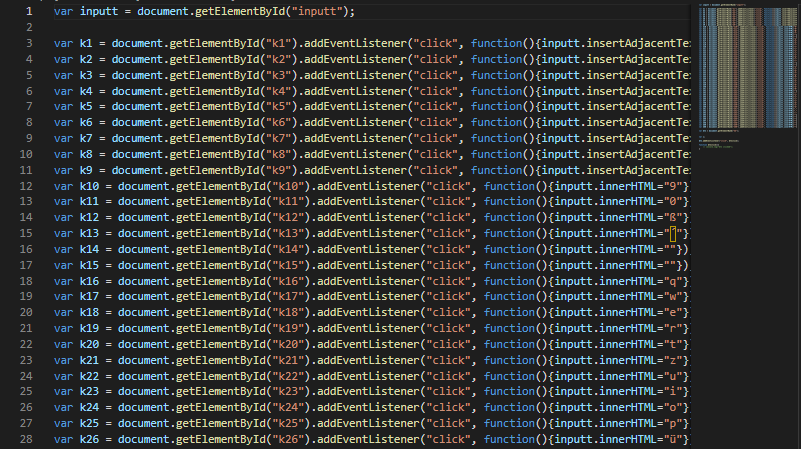 1 var inputt = document.getElementById("inputt");
2
3 var k1 = document.getElementById("k1").addEventListener("click", function(){inputt.insertAdjacentTe
4 var k2 = document.getElementById("k2").addEventListener("click", function(){inputt.insertAdjacentTe
5 var k3 = document.getElementById("k3").addEventListener("click", function(){inputt.insertAdjacentTe
6 var k4 = document.getElementById("k4").addEventListener("click", function(){inputt.insertAdjacentTe
7 var k5 = document.getElementById("k5").addEventListener("click", function(){inputt.insertAdjacentTe
8 var k6 = document.getElementById("k6").addEventListener("click", function(){inputt.insertAdjacentTe
9 var k7 = document.getElementById("k7").addEventListener("click", function(){inputt.insertAdjacentTe
10 var k8 = document.getElementById("k8").addEventListener("click", function(){inputt.insertAdjacentTe
11 var k9 = document.getElementById("k9").addEventListener("click", function(){inputt.insertAdjacentTe
12 var k10 = document.getElementById("k10").addEventListener("click", function(){inputt.innerHTML="9"}
13 var k11 = document.getElementById("k11").addEventListener("click", function(){inputt.innerHTML="0"}
14 var k12 = document.getElementById("k12").addEventListener("click", function(){inputt.innerHTML="ß"}
15 var k13 = document.getElementById("k13").addEventListener("click", function(){inputt.innerHTML="´"}
16 var k14 = document.getElementById("k14").addEventListener("click", function(){inputt.innerHTML=""})
17 var k15 = document.getElementById("k15").addEventListener("click", function(){inputt.innerHTML=""})
18 var k16 = document.getElementById("k16").addEventListener("click", function(){inputt.innerHTML="q"}
19 var k17 = document.getElementById("k17").addEventListener("click", function(){inputt.innerHTML="w"}
20 var k18 = document.getElementById("k18").addEventListener("click", function(){inputt.innerHTML="e"}
21 var k19 = document.getElementById("k19").addEventListener("click", function(){inputt.innerHTML="r"}
22 var k20 = document.getElementById("k20").addEventListener("click", function(){inputt.innerHTML="t"}
23 var k21 = document.getElementById("k21").addEventListener("click", function(){inputt.innerHTML="z"}
24 var k22 = document.getElementById("k22").addEventListener("click", function(){inputt.innerHTML="u"}
25 var k23 = document.getElementById("k23").addEventListener("click", function(){inputt.innerHTML="i"}
26 var k24 = document.getElementById("k24").addEventListener("click", function(){inputt.innerHTML="o"}
27 var k25 = document.getElementById("k25").addEventListener("click", function(){inputt.innerHTML="p"}
28 var k26 = document.getElementById("k26").addEventListener("click", function(){inputt.innerHTML="ü"}